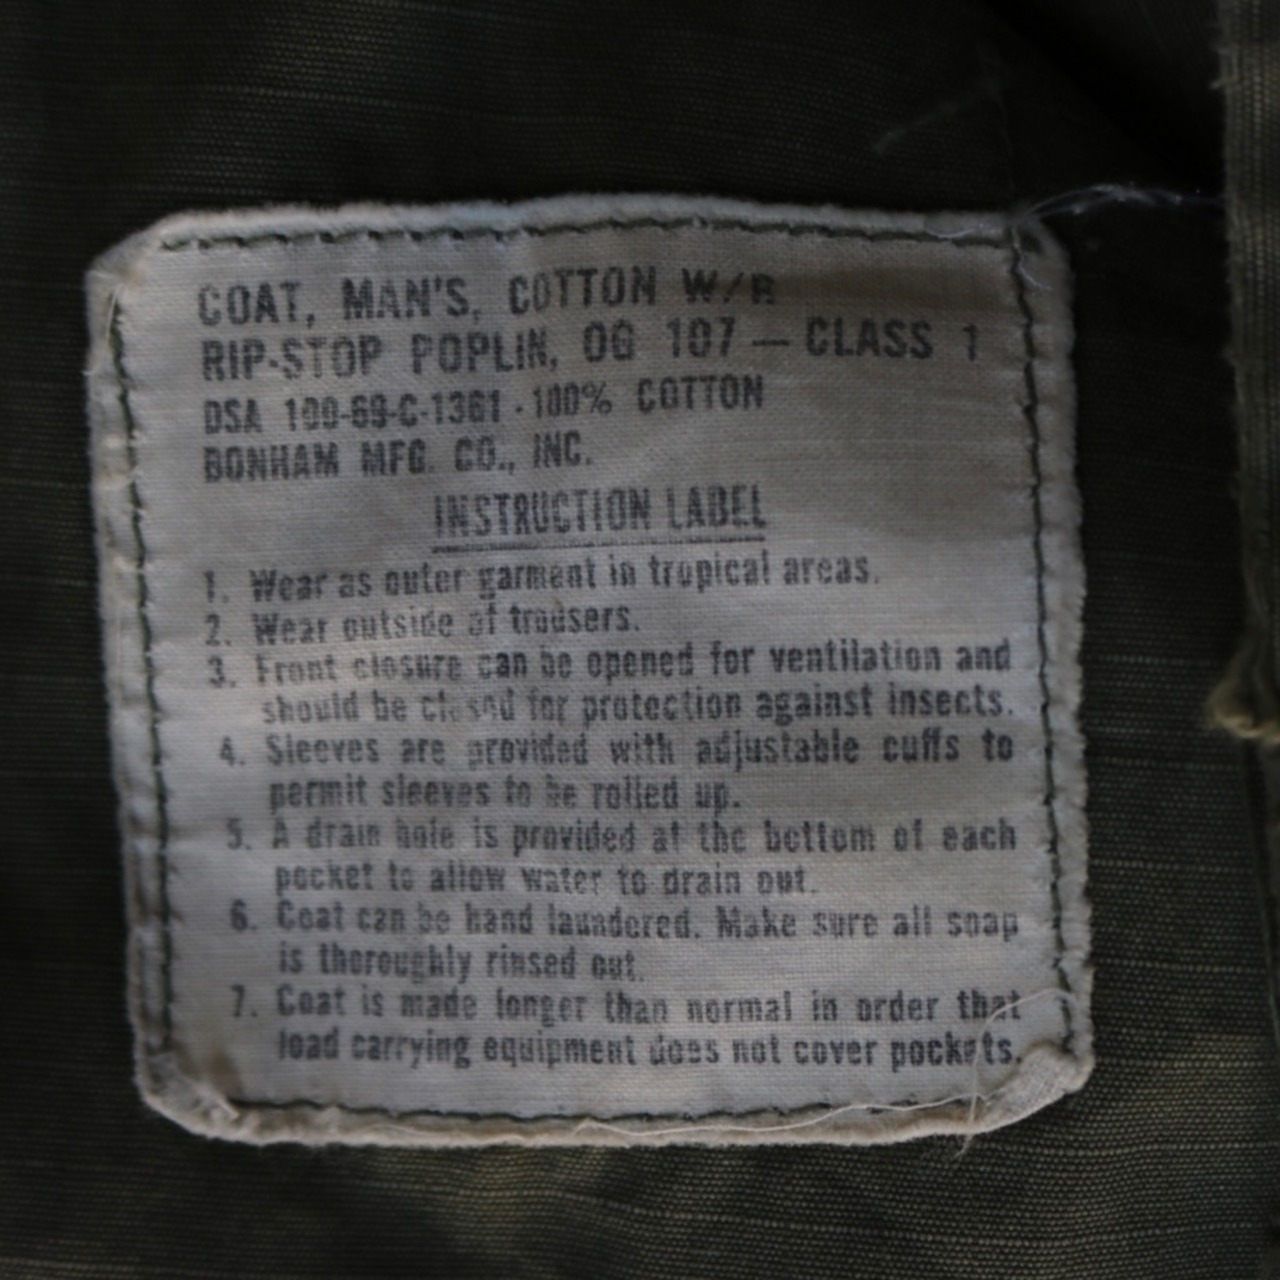 COAT, MAN'S, COTTON W/R
RIP-STOP POPLIN, OG 107 — CLASS 1
DSA 100-69-C-1361 - 100% COTTON
BONHAM MFG. CO., INC.
INSTRUCTION LABEL
1. Wear as outer garment in tropical areas.
2. Wear outside of trousers.
3. Front closure can be opened for ventilation and
should be closed for protection against insects.
4. Sleeves are provided with adjustable cuffs to
permit sleeves to be rolled up.
5. A drain hole is provided at the bottom of each
pocket to allow water to drain out.
6. Coat can be hand laundered. Make sure all soap
is thoroughly rinsed out.
7. Coat is made longer than normal in order that
load carrying equipment does not cover pockets.